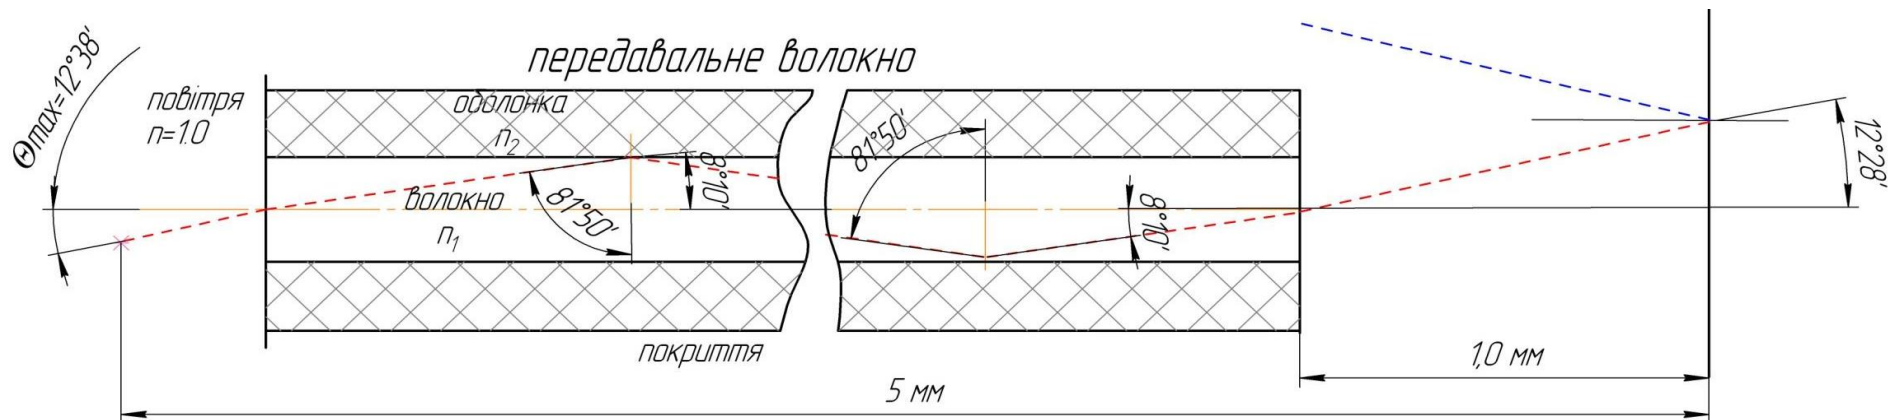 передавальне волокно
Θmax=12°38'
повітря
n=1.0
оболонка
n₂
волокно
n₁
81°50'
8°10'
81°50'
8°10'
12°28'
покриття
1,0 мм
5 мм